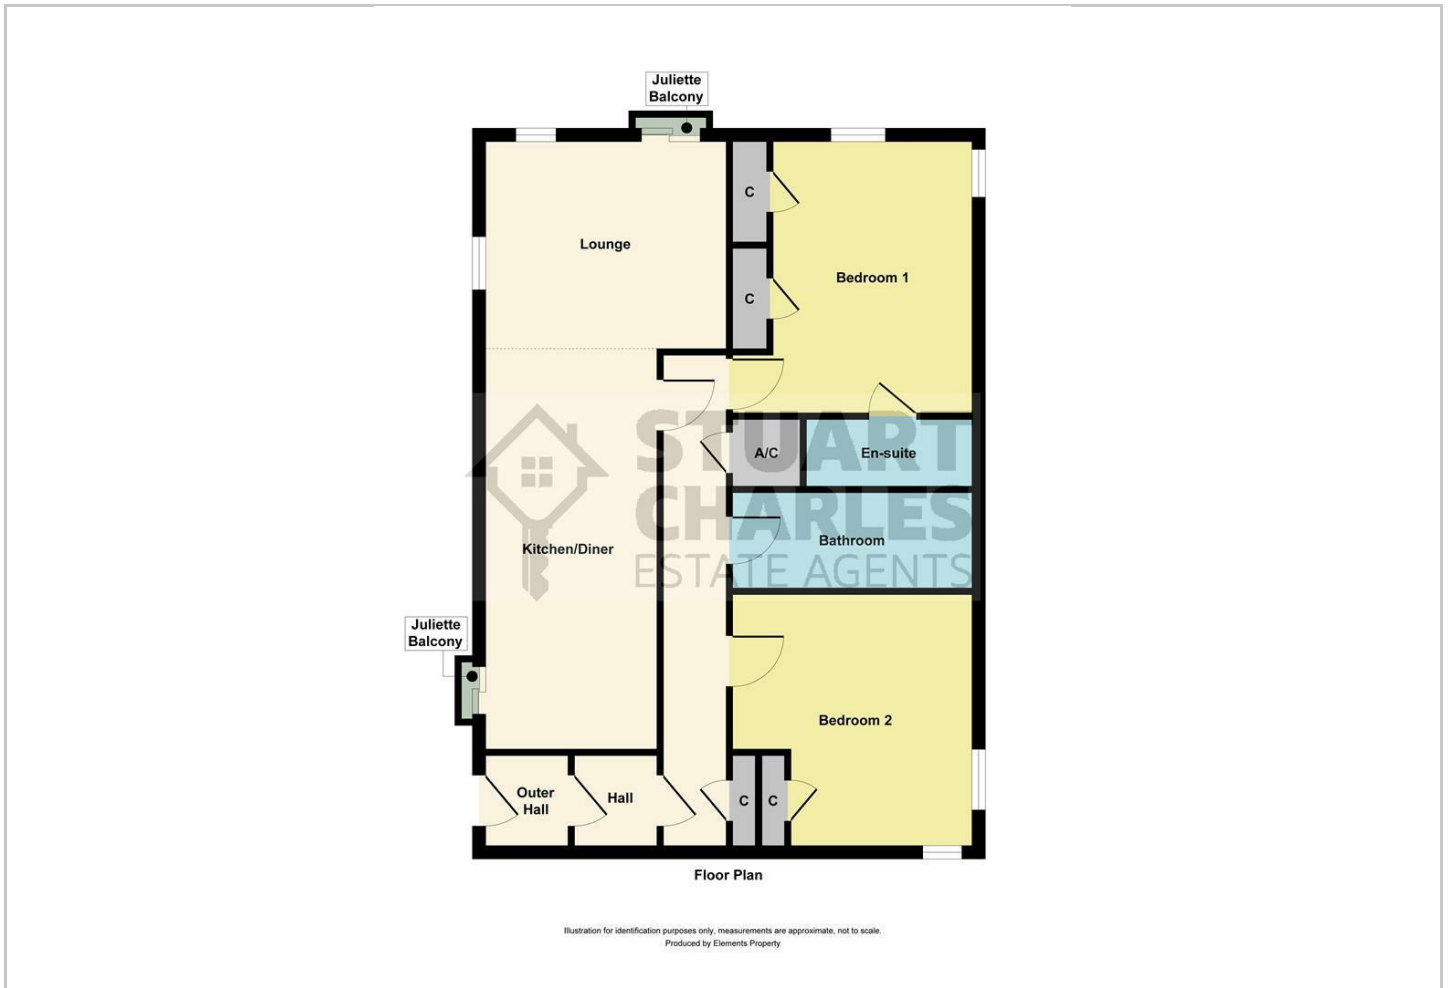 Juliette
Balcony
Lounge
C
C
Bedroom 1
STUART
CHARLES
ESTATE AGENTS
A/C
En-suite
Bathroom
Kitchen/Diner
Juliette
Balcony
Bedroom 2
Outer
Hall
Hall
C
C
Floor Plan
Illustration for identification purposes only, measurements are approximate, not to scale.
Produced by Elements Property